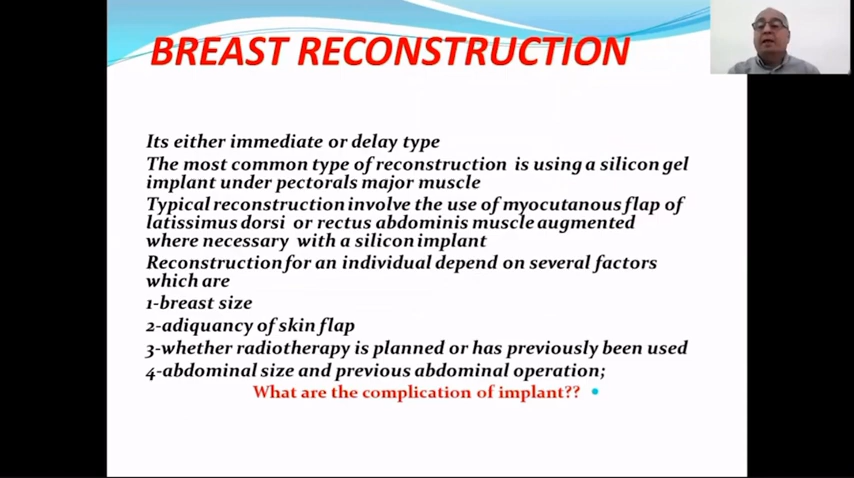 BREAST RECONSTRUCTION
Its either immediate or delay type
The most common type of reconstruction is using a silicon gel
implant under pectorals major muscle
Typical reconstruction involve the use of myocutanous flap of
latissimus dorsi or rectus abdominis muscle augmented
where necessary with a silicon implant
Reconstruction for an individual depend on several factors
which are
1-breast size
2-adiquancy of skin flap
3-whether radiotherapy is planned or has previously been used
4-abdominal size and previous abdominal operation;
What are the complication of implant?? •